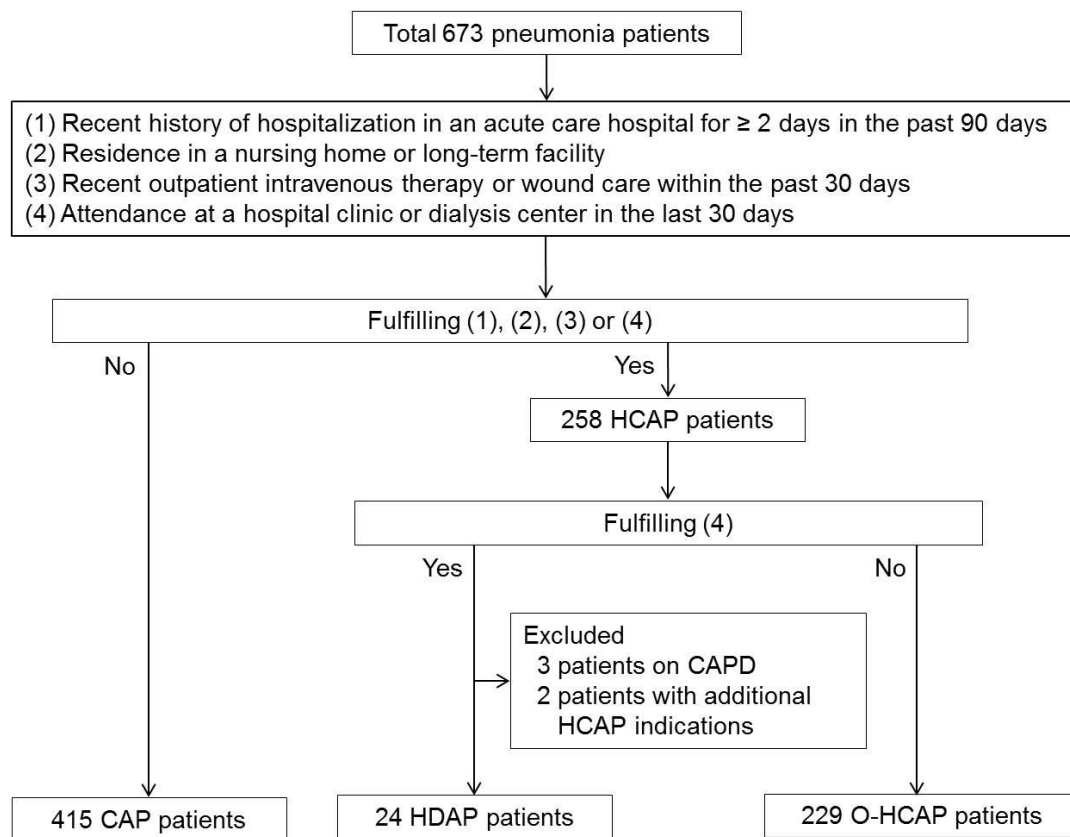 Total 673 pneumonia patients
(1) Recent history of hospitalization in an acute care hospital for ≥ 2 days in the past 90 days
(2) Residence in a nursing home or long-term facility
(3) Recent outpatient intravenous therapy or wound care within the past 30 days
(4) Attendance at a hospital clinic or dialysis center in the last 30 days
Fulfilling (1), (2), (3) or (4)
No
Yes
258 HCAP patients
Fulfilling (4)
Yes
No
Excluded
3 patients on CAPD
2 patients with additional
HCAP indications
415 CAP patients
24 HDAP patients
229 O-HCAP patients